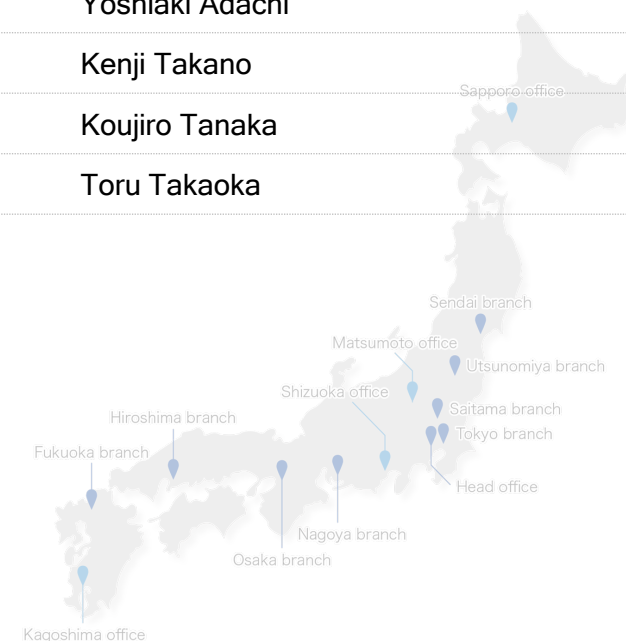 Yoshiaki Adachi
Kenji Takano
Koujiro Tanaka
Toru Takaoka
Sapporo office
Sendai branch
Matsumoto office
Utsunomiya branch
Shizuoka office
Saitama branch
Hiroshima branch
Tokyo branch
Fukuoka branch
Head office
Nagoya branch
Osaka branch
Kagoshima office